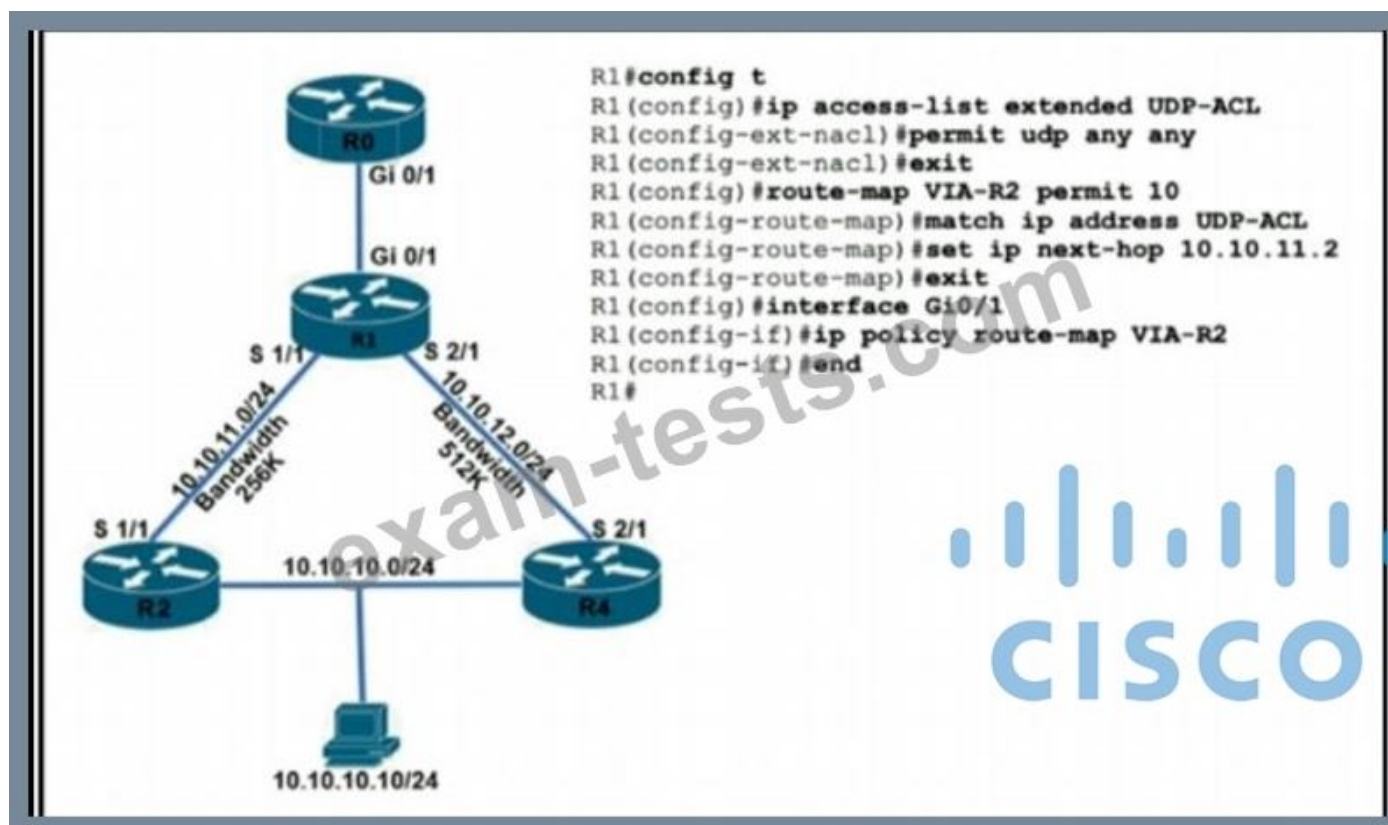 R1#config t
R1(config)#ip access-list extended UDP-ACL
R1(config-ext-nacl)#permit udp any any
R1(config-ext-nacl)#exit
R1(config)#route-map VIA-R2 permit 10
R1(config-route-map)#match ip address UDP-ACL
R1(config-route-map)#set ip next-hop 10.10.11.2
R1(config-route-map)#exit
R1(config)#interface Gi0/1
R1(config-if)#ip policy route-map VIA-R2
R1(config-if)#end
R1#
R0
Gi 0/1
Gi 0/1
R1
S 1/1
S 2/1
10.10.11.0/24
Bandwidth
256K
10.10.12.0/24
Bandwidth
512K
S 1/1
S 2/1
R2
10.10.10.0/24
R4
10.10.10.10/24
exam-tests.com
CISCO